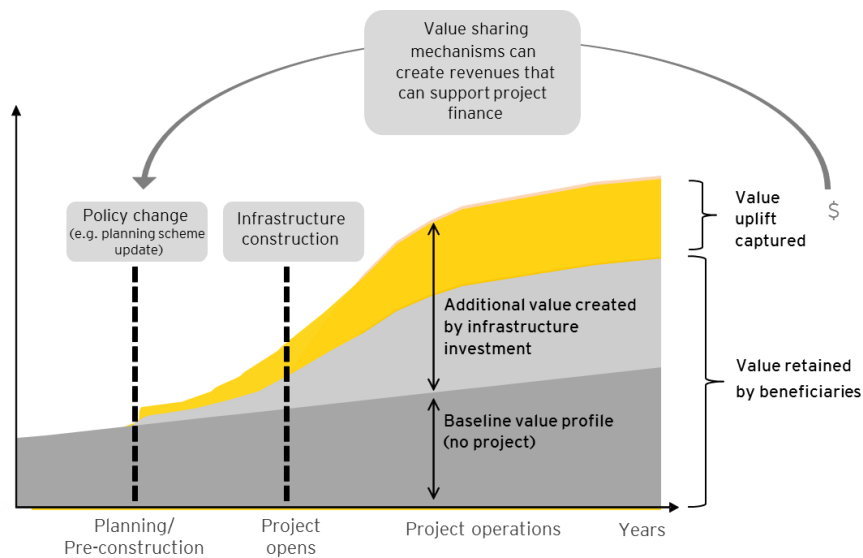 Value sharing
mechanisms can
create revenues that
can support project
finance
Policy change
(e.g. planning scheme
update)
Infrastructure
construction
Value
uplift
captured
$
Additional value created
by infrastructure
investment
Value retained
by beneficiaries
Baseline value profile
(no project)
Planning/
Pre-construction
Project
opens
Project operations
Years